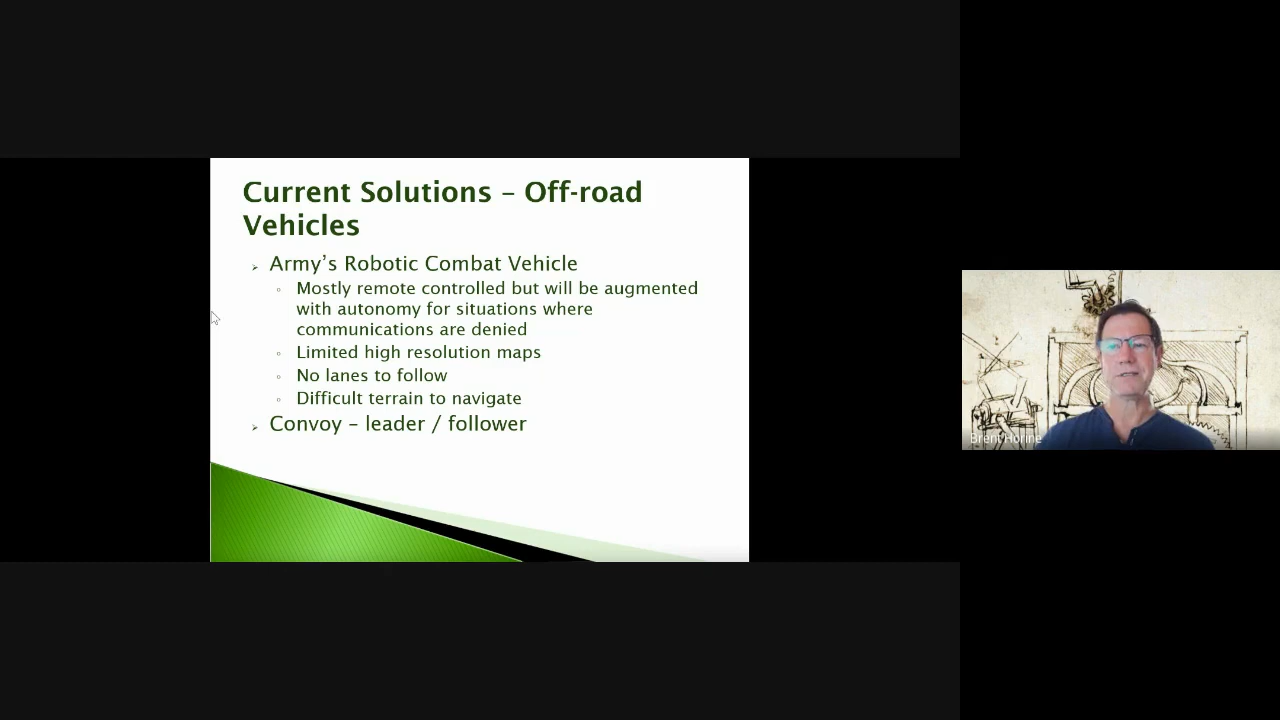 Current Solutions – Off-road
Vehicles
Army's Robotic Combat Vehicle
Mostly remote controlled but will be augmented
with autonomy for situations where
communications are denied
Limited high resolution maps
No lanes to follow
Difficult terrain to navigate
Convoy – leader / follower
Brent Horine